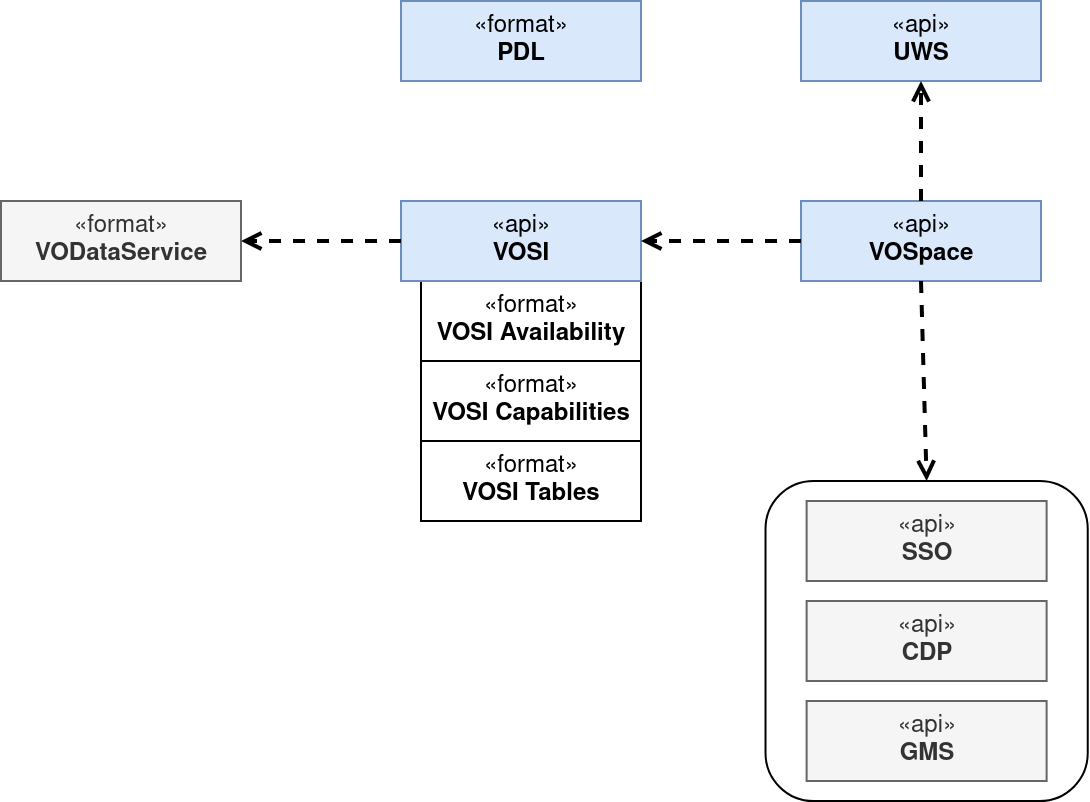 «format»
PDL
«api»
UWS
«format»
VODataService
«api»
VOSI
«api»
VOSpace
«format»
VOSI Availability
«format»
VOSI Capabilities
«format»
VOSI Tables
«api»
SSO
«api»
CDP
«api»
GMS